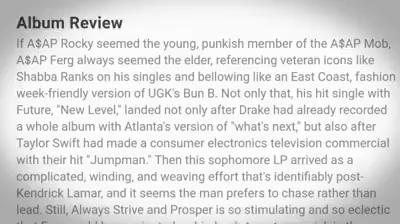 Album Review
If A$AP Rocky seemed the young, punkish member of the A$AP Mob,
A$AP Ferg always seemed the elder, referencing veteran icons like
Shabba Ranks on his singles and bellowing like an East Coast, fashion
week-friendly version of UGK's Bun B. Not only that, his hit single with
Future, "New Level," landed not only after Drake had already recorded
a whole album with Atlanta's version of "what's next," but also after
Taylor Swift had made a consumer electronics television commercial
with their hit "Jumpman." Then this sophomore LP arrived as a
complicated, winding, and weaving effort that's identifiably post-
Kendrick Lamar, and it seems the man prefers to chase rather than
lead. Still, Always Strive and Prosper is so stimulating and so eclectic